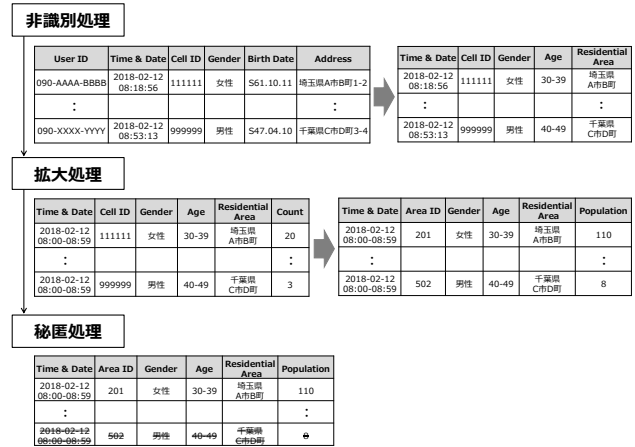 非識別処理
User ID Time & Date Cell ID Gender Birth Date Address
090-AAAA-BBBB 2018-02-12 08:18:56 111111 女性 S61.10.11 埼玉県A市B町1-2
: :
090-XXXX-YYYY 2018-02-12 08:53:13 999999 男性 S47.04.10 千葉県C市D町3-4
Time & Date Cell ID Gender Age Residential Area
2018-02-12 08:18:56 111111 女性 30-39 埼玉県 A市B町
: :
2018-02-12 08:53:13 999999 男性 40-49 千葉県 C市D町
拡大処理
Time & Date Cell ID Gender Age Residential Area Count
2018-02-12 08:00-08:59 111111 女性 30-39 埼玉県 A市B町 20
: :
2018-02-12 08:00-08:59 999999 男性 40-49 千葉県 C市D町 3
Time & Date Area ID Gender Age Residential Area Population
2018-02-12 08:00-08:59 201 女性 30-39 埼玉県 A市B町 110
: :
2018-02-12 08:00-08:59 502 男性 40-49 千葉県 C市D町 8
秘匿処理
Time & Date Area ID Gender Age Residential Area Population
2018-02-12 08:00-08:59 201 女性 30-39 埼玉県 A市B町 110
: :
2018-02-12 08:00-08:59 502 男性 40-49 千葉県 C市D町